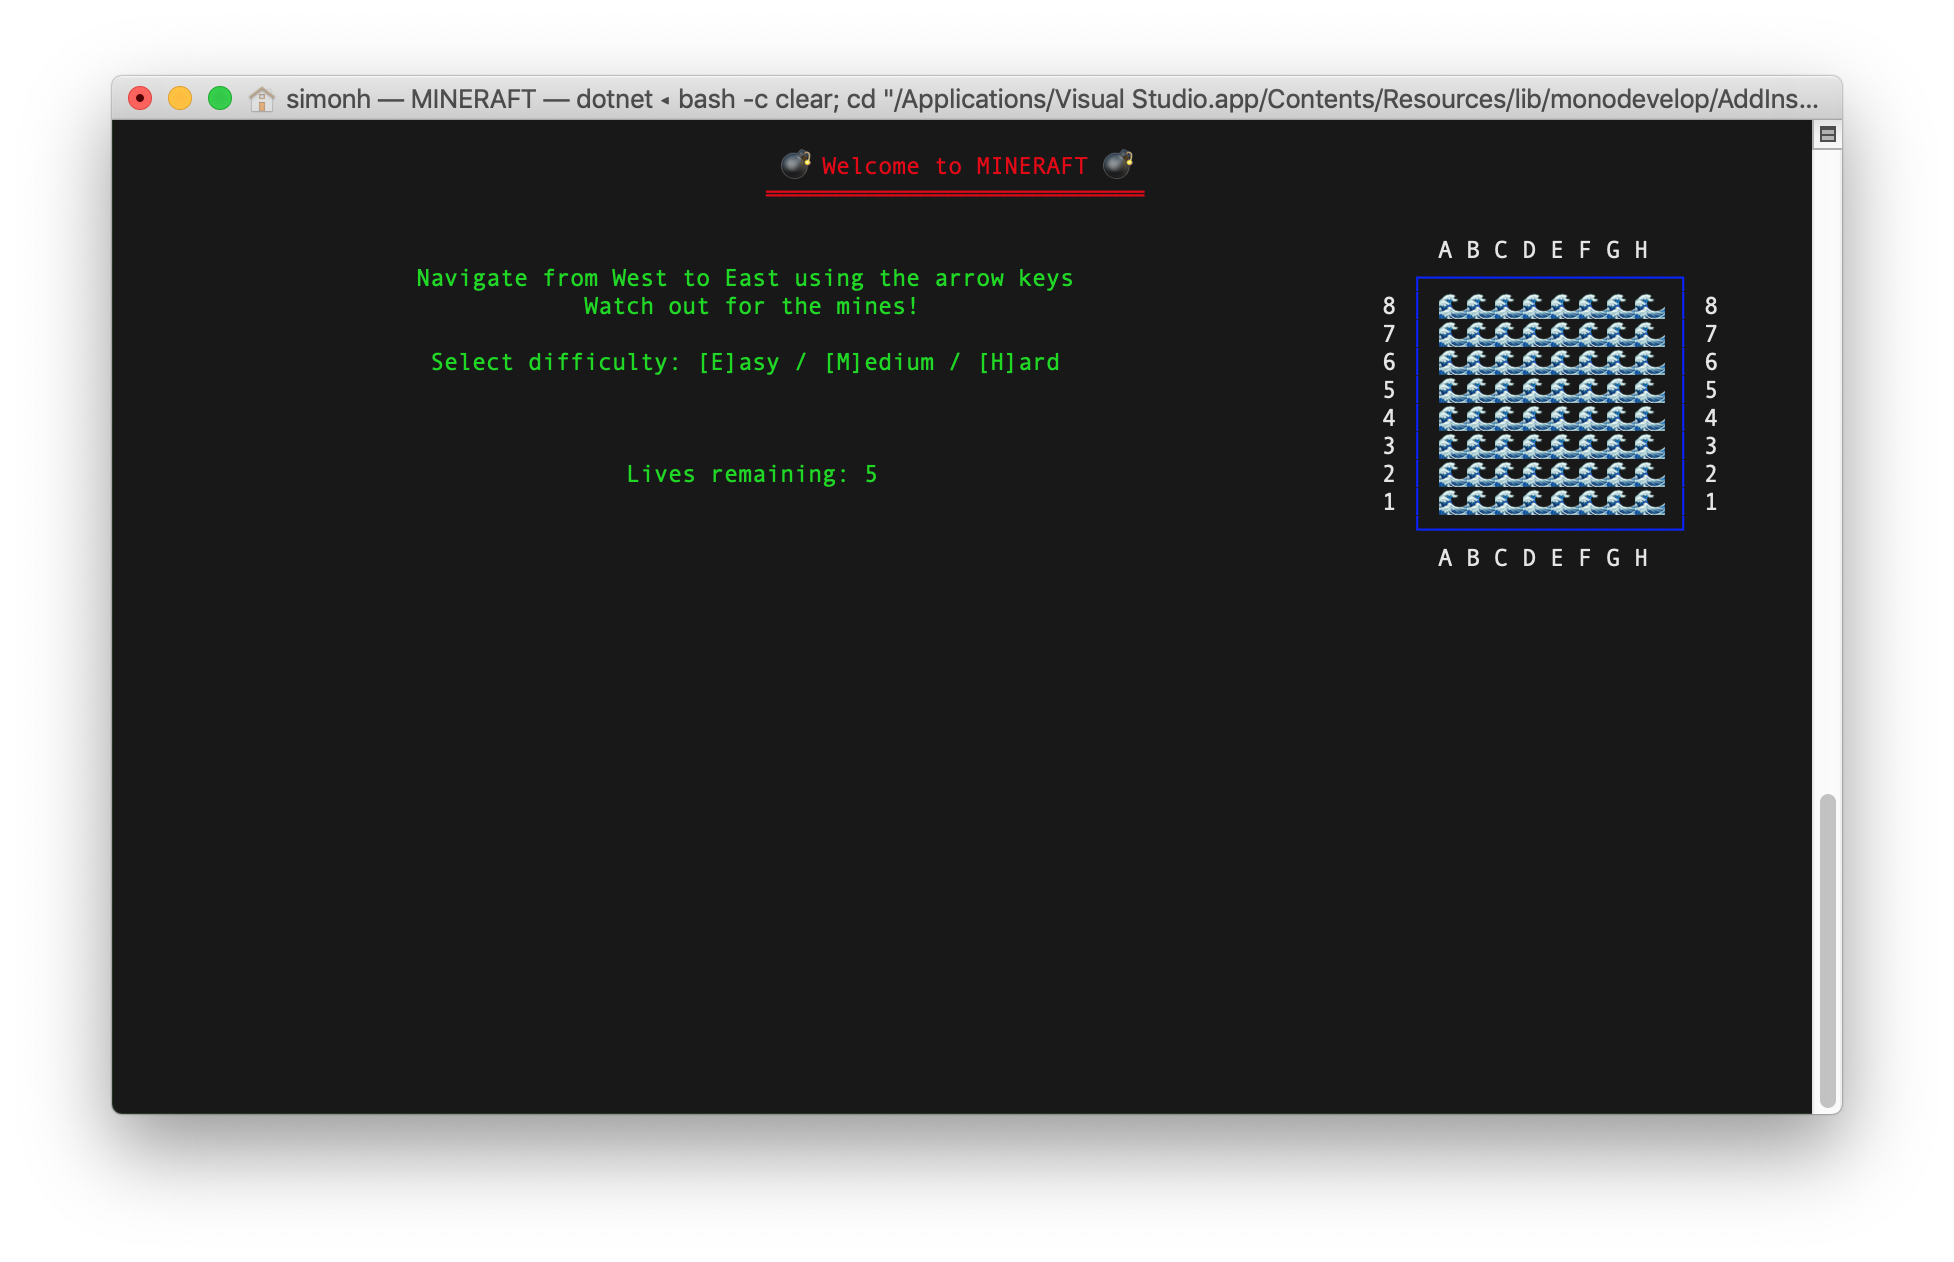 simonh — MINERAFT — dotnet ◂ bash -c clear; cd "/Applications/Visual Studio.app/Contents/Resources/lib/monodevelop/AddIns...
Welcome to MINERAFT
A B C D E F G H
Navigate from West to East using the arrow keys
Watch out for the mines!
8 8
7 7
Select difficulty: [E]asy / [M]edium / [H]ard
6 6
5 5
4 4
3 3
Lives remaining: 5
2 2
1 1
A B C D E F G H